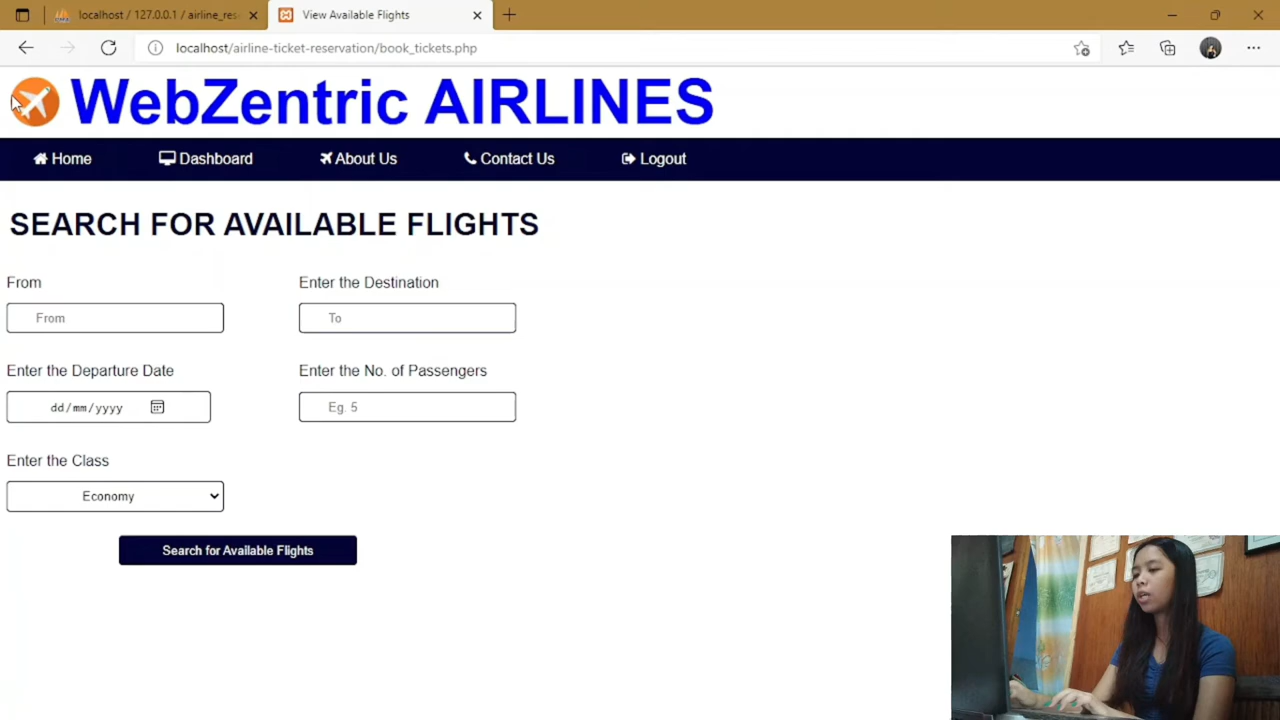 localhost / 127.0.0.1 / airline_rese
View Available Flights
localhost/airline-ticket-reservation/book_tickets.php
WebZentric AIRLINES
Home
Dashboard
About Us
Contact Us
Logout
SEARCH FOR AVAILABLE FLIGHTS
From
Enter the Destination
From
To
Enter the Departure Date
Enter the No. of Passengers
dd/mm/yyyy
Eg. 5
Enter the Class
Economy
Search for Available Flights